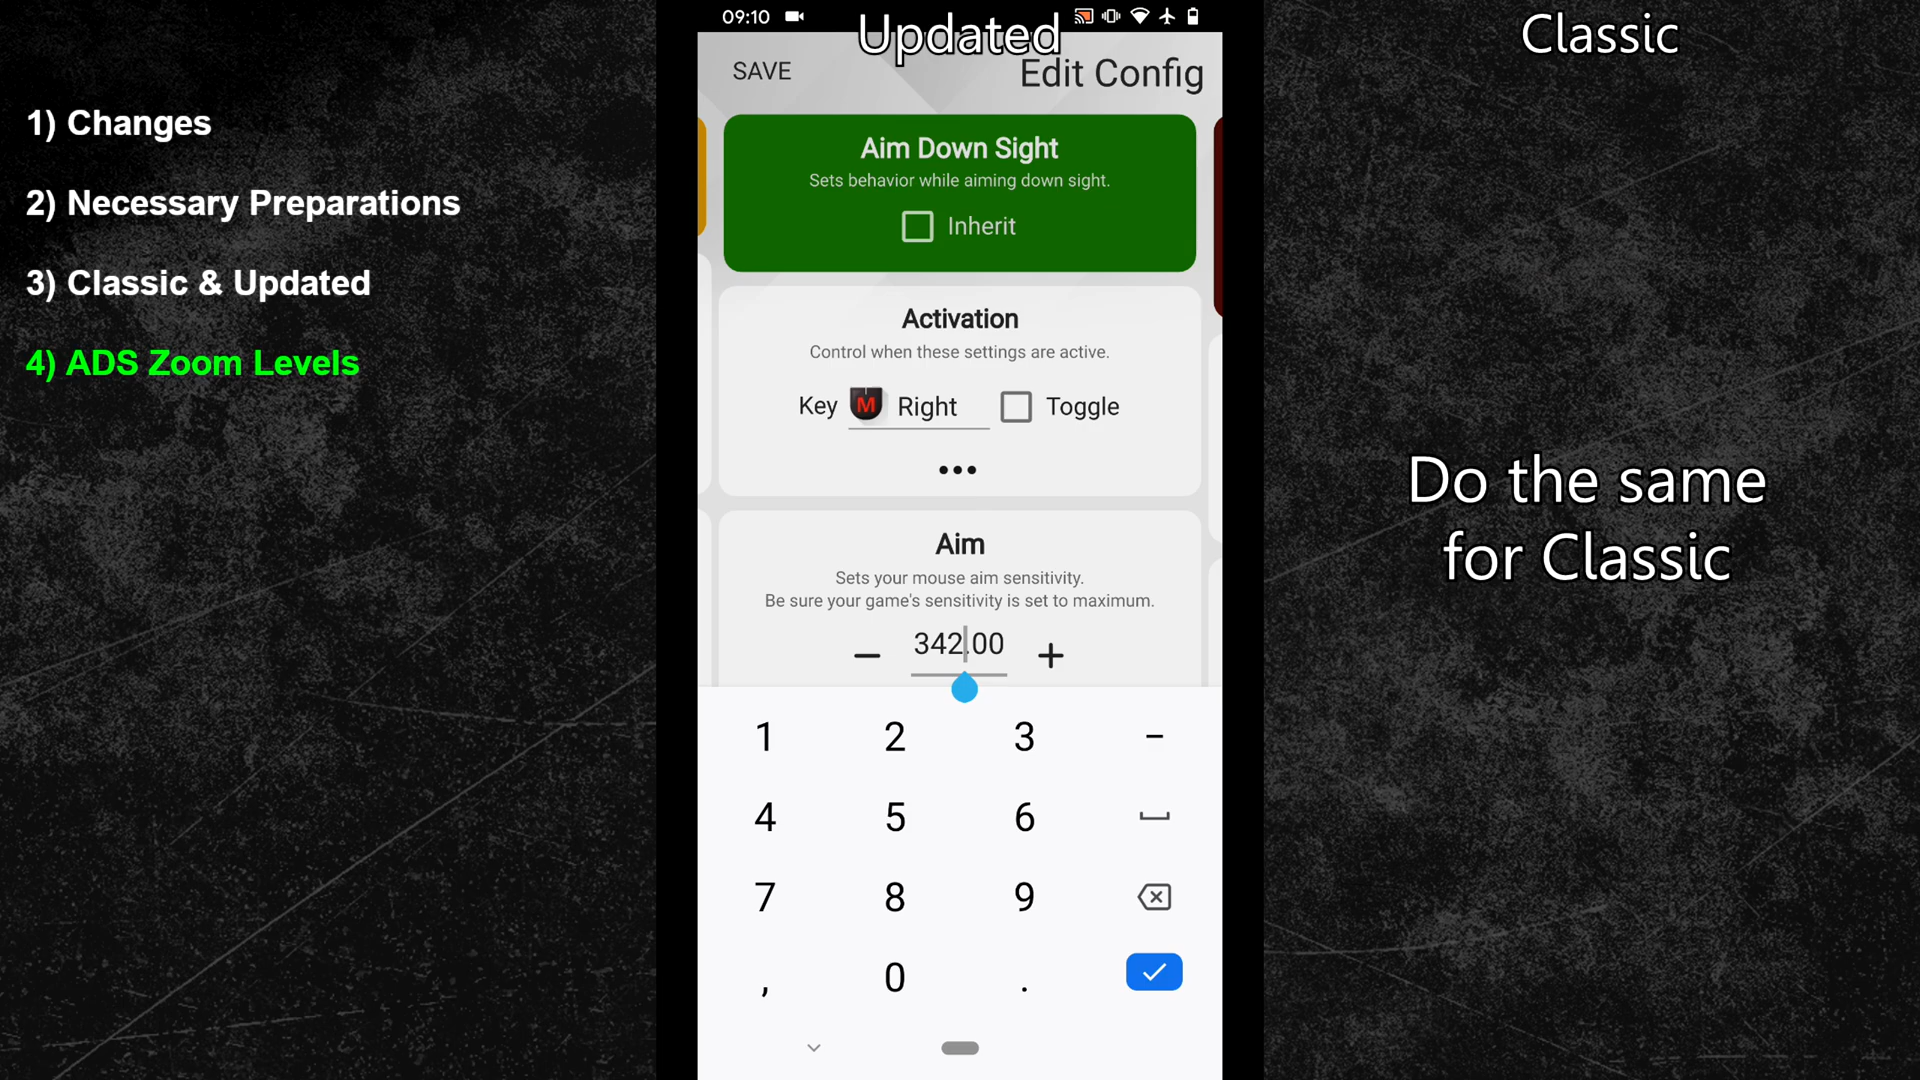 1) Changes
2) Necessary Preparations
3) Classic & Updated
4) ADS Zoom Levels
09:10
Updated
SAVE
Edit Config
Aim Down Sight
Sets behavior while aiming down sight.
Inherit
Activation
Control when these settings are active.
Key M Right Toggle
•••
Aim
Sets your mouse aim sensitivity.
Be sure your game's sensitivity is set to maximum.
− 342.00 +
1 2 3 -
4 5 6
7 8 9
, 0 .
Classic
Do the same
for Classic